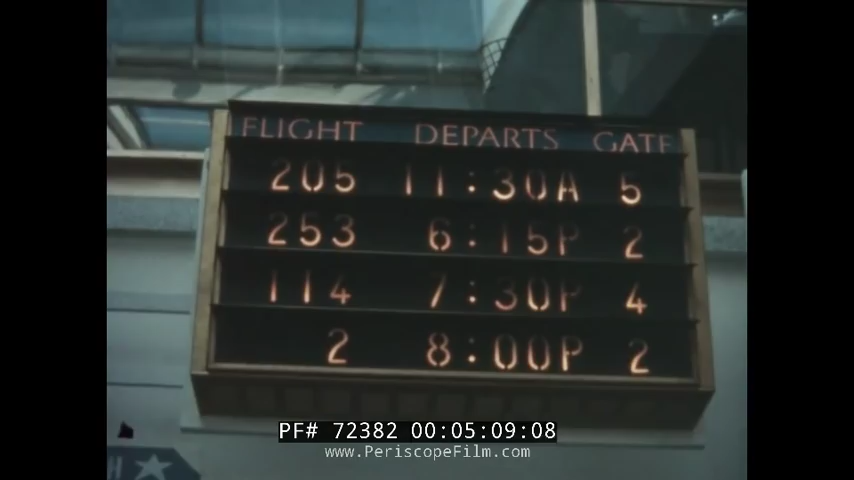 FLIGHT DEPARTS GATE
205 11:30A 5
253 6:15P 2
114 7:30P 4
2 8:00P 2
PF# 72382 00:05:09:08
www.PeriscopeFilm.com